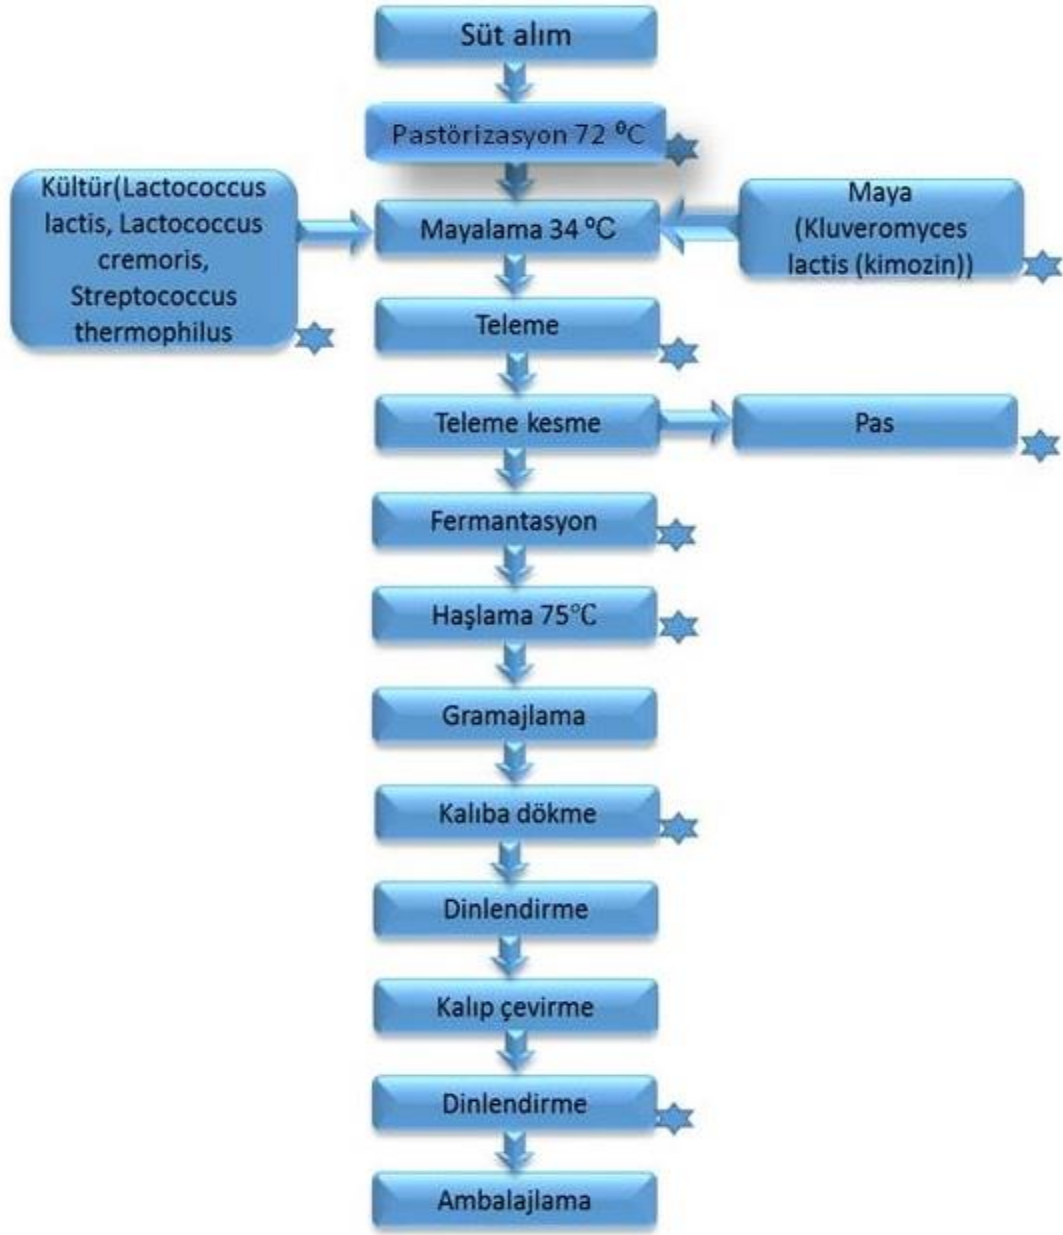 Süt alım
Pastörizasyon 72 ⁰C
Kültür(Lactococcus
lactis, Lactococcus
cremoris,
Streptococcus
thermophilus
Mayalama 34 ⁰C
Maya
(Kluveromyces
lactis (kimozin))
Teleme
Teleme kesme
Pas
Fermantasyon
Haşlama 75°C
Gramajlama
Kalıba dökme
Dinlendirme
Kalıp çevirme
Dinlendirme
Ambalajlama